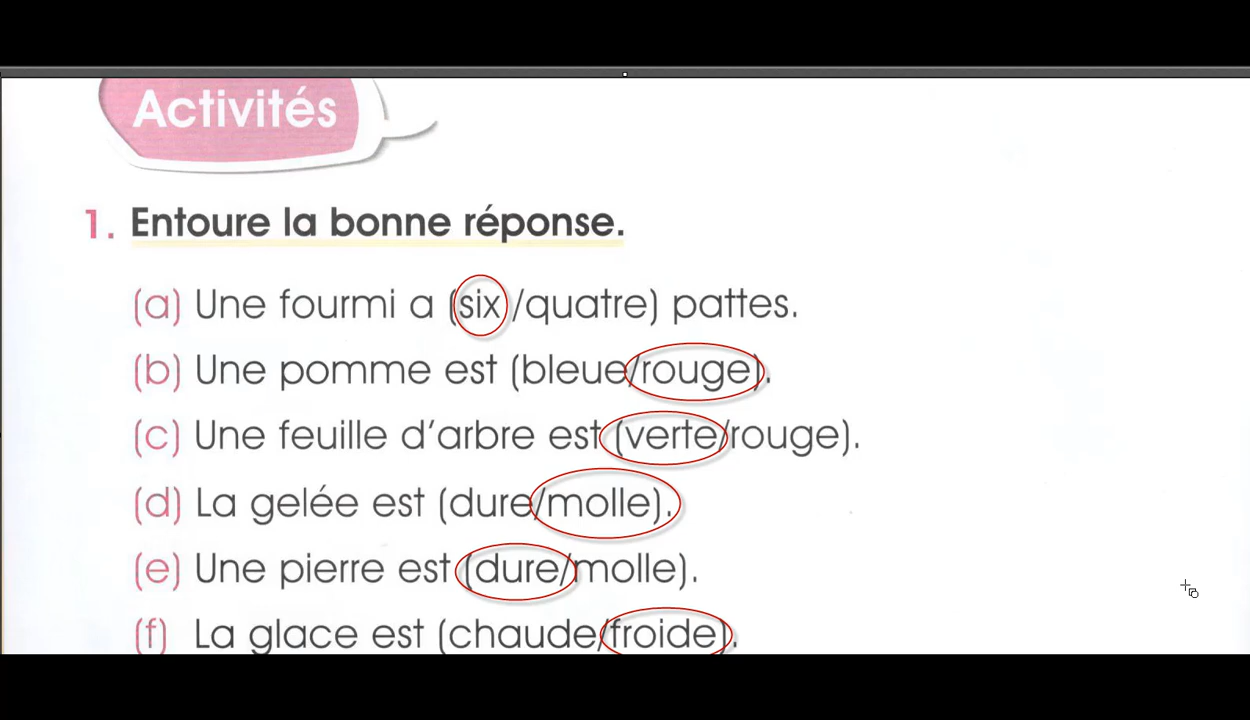 Activités
1. Entoure la bonne réponse.
(a) Une fourmi a (six /quatre) pattes.
(b) Une pomme est (bleue/rouge).
(c) Une feuille d'arbre est (verte/rouge).
(d) La gelée est (dure/molle).
(e) Une pierre est (dure/molle).
(f) La glace est (chaude/froide).